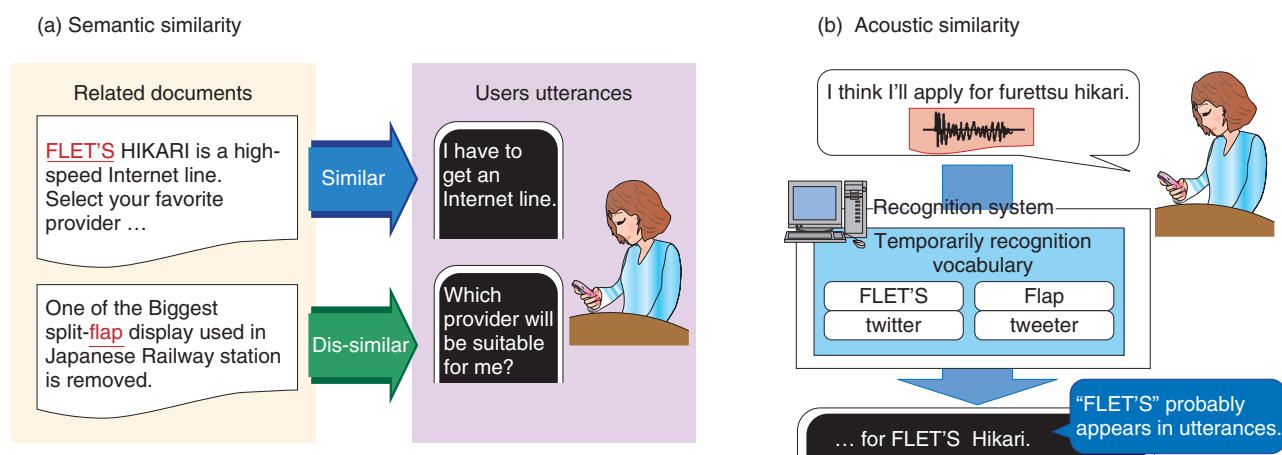 (a) Semantic similarity
Related documents
FLET'S HIKARI is a high-
speed Internet line.
Select your favorite
provider …
One of the Biggest
split-flap display used in
Japanese Railway station
is removed.
Similar
Dis-similar
Users utterances
I have to
get an
Internet line.
Which
provider will
be suitable
for me?
(b) Acoustic similarity
I think I'll apply for furettsu hikari.
Recognition system
Temporarily recognition
vocabulary
FLET'S
Flap
twitter
tweeter
"FLET'S" probably
appears in utterances.
… for FLET'S Hikari.